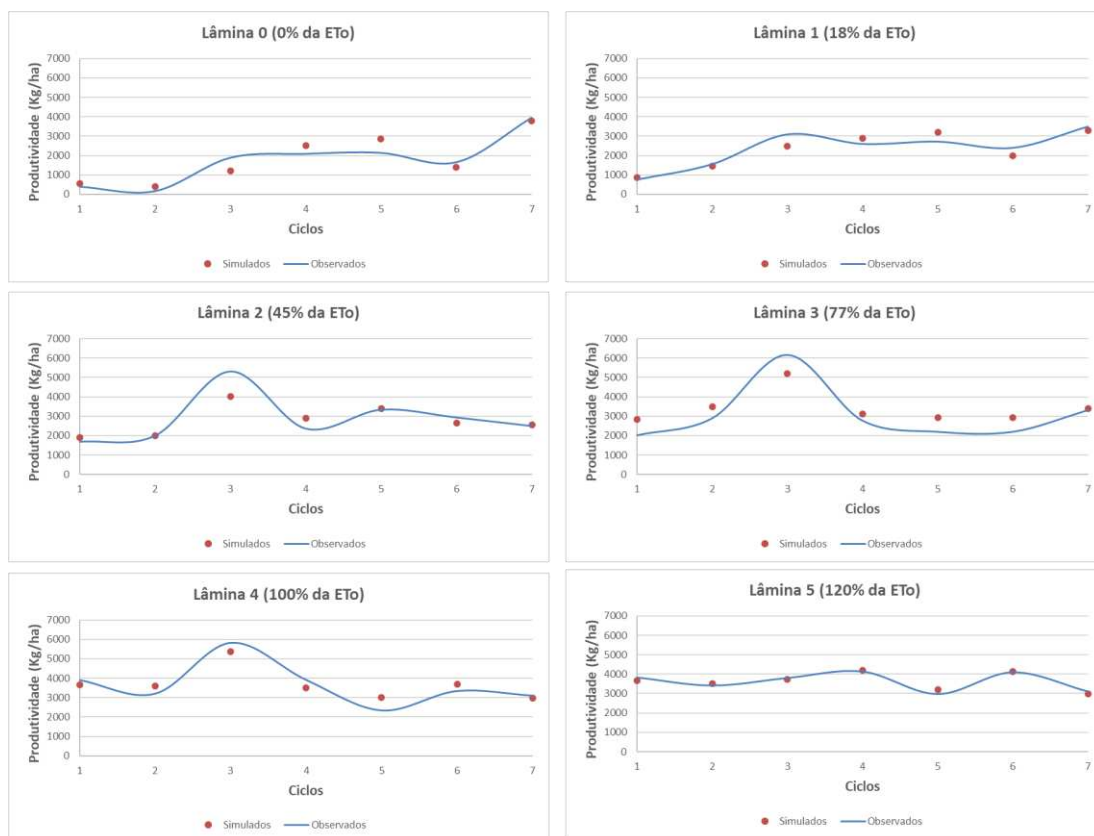 Lâmina 0 (0% da ETo)
Produtividade (Kg/ha)
7000
6000
5000
4000
3000
2000
1000
0
1 2 3 4 5 6 7
Ciclos
Simulados Observados
Lâmina 1 (18% da ETo)
Produtividade (Kg/ha)
7000
6000
5000
4000
3000
2000
1000
0
1 2 3 4 5 6 7
Ciclos
Simulados Observados
Lâmina 2 (45% da ETo)
Produtividade (Kg/ha)
7000
6000
5000
4000
3000
2000
1000
0
1 2 3 4 5 6 7
Ciclos
Simulados Observados
Lâmina 3 (77% da ETo)
Produtividade (Kg/ha)
7000
6000
5000
4000
3000
2000
1000
0
1 2 3 4 5 6 7
Ciclos
Simulados Observados
Lâmina 4 (100% da ETo)
Produtividade (Kg/ha)
7000
6000
5000
4000
3000
2000
1000
0
1 2 3 4 5 6 7
Ciclos
Simulados Observados
Lâmina 5 (120% da ETo)
Produtividade (Kg/ha)
7000
6000
5000
4000
3000
2000
1000
0
1 2 3 4 5 6 7
Ciclos
Simulados Observados